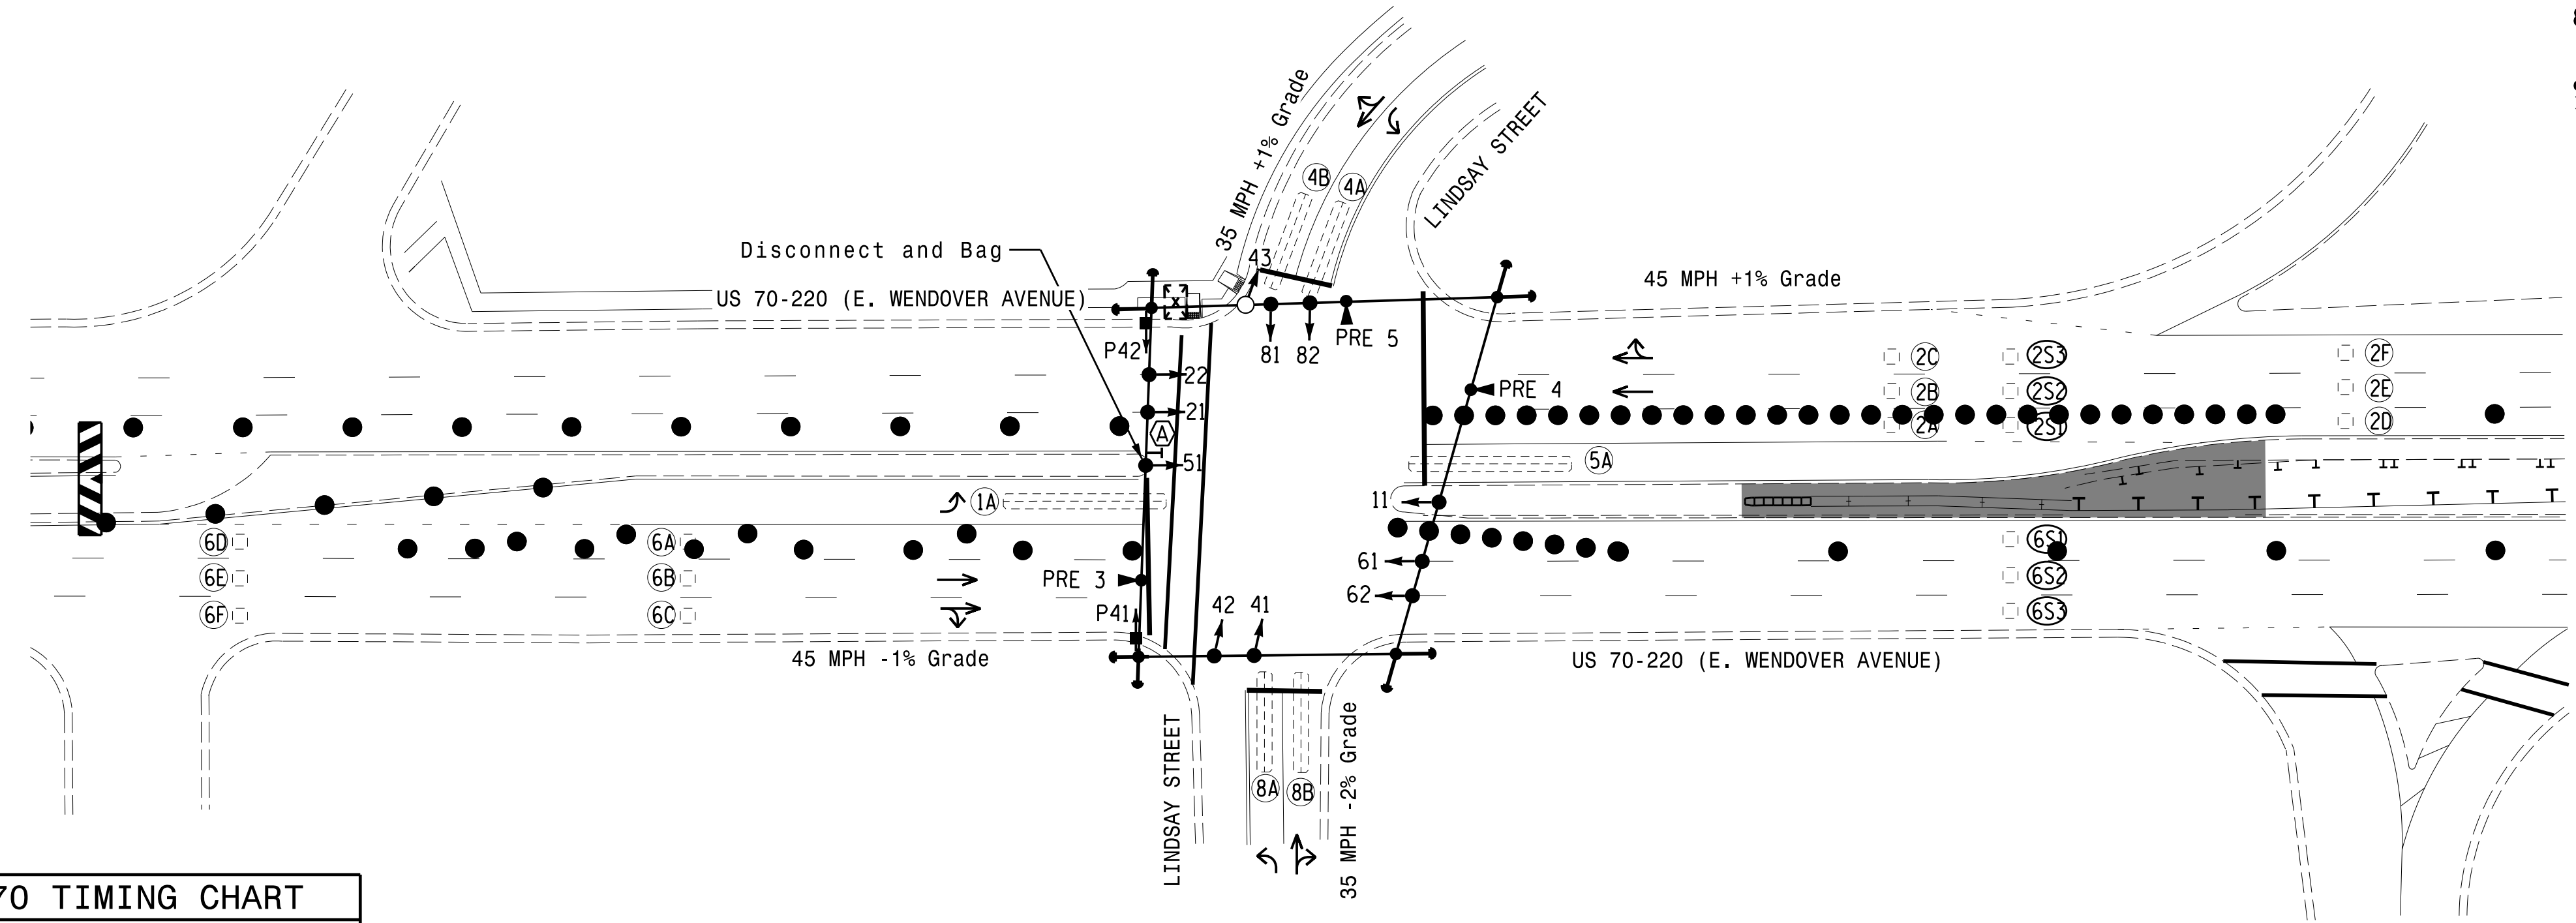 35 MPH +1% Grade
LINDSAY STREET
4B
4A
43
Disconnect and Bag
US 70-220 (E. WENDOVER AVENUE)
45 MPH +1% Grade
X
P42
81
82
PRE 5
22
21
A
51
PRE 4
2C
2B
2A
2S3
2S2
2S1
2F
2E
2D
5A
1A
11
6D
6E
6F
6A
6B
6C
PRE 3
P41
61
62
6S1
6S2
6S3
42
41
45 MPH -1% Grade
US 70-220 (E. WENDOVER AVENUE)
LINDSAY STREET
8A
8B
35 MPH -2% Grade
70 TIMING CHART